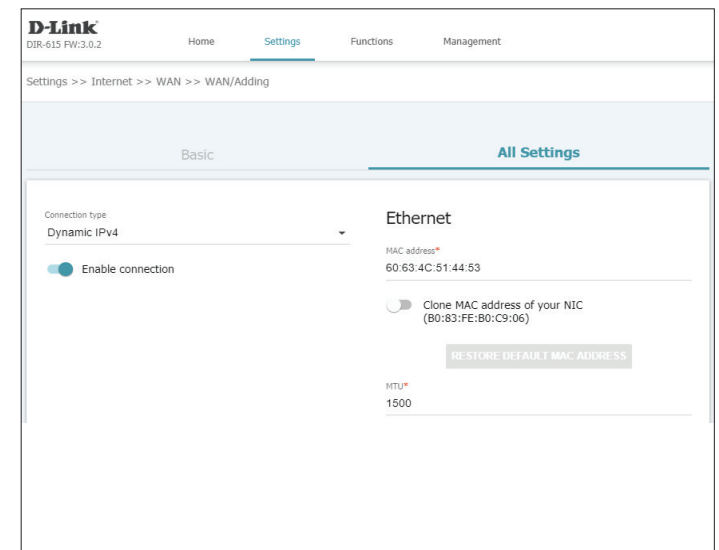 D-Link
DIR-615 FW:3.0.2
Home Settings Functions Management
Settings >> Internet >> WAN >> WAN/Adding
Basic All Settings
Connection type
Dynamic IPv4
Enable connection
Ethernet
MAC address*
60:63:4C:51:44:53
Clone MAC address of your NIC
(B0:83:FE:B0:C9:06)
RESTORE DEFAULT MAC ADDRESS
MTU*
1500